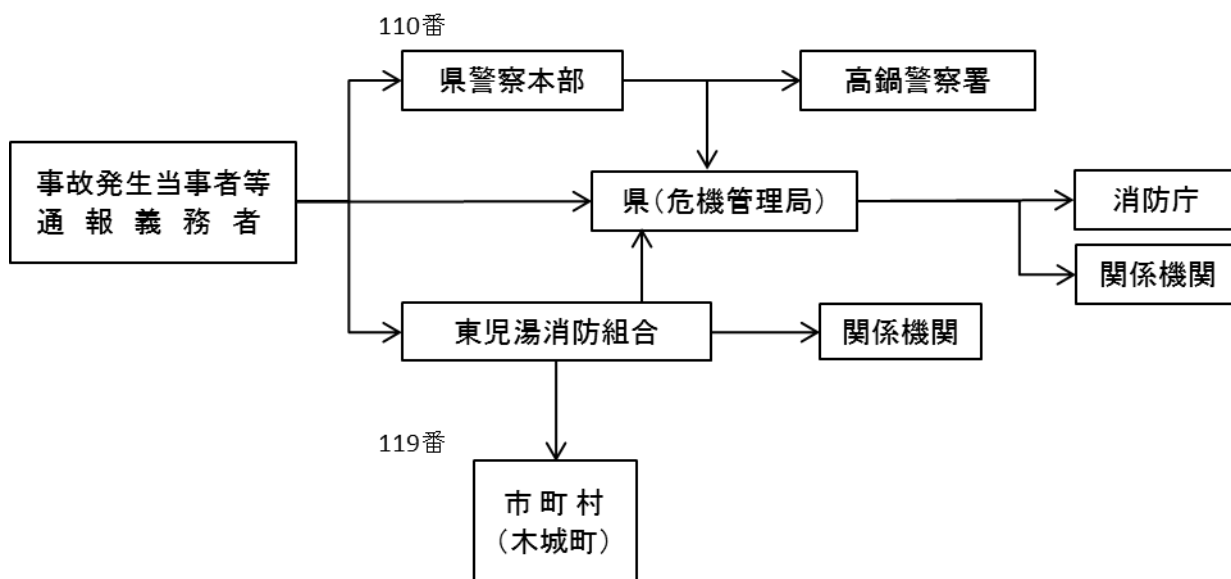 110番
県警察本部
高鍋警察署
事故発生当事者等
通報義務者
県（危機管理局）
消防庁
関係機関
東児湯消防組合
関係機関
119番
市町村
（木城町）